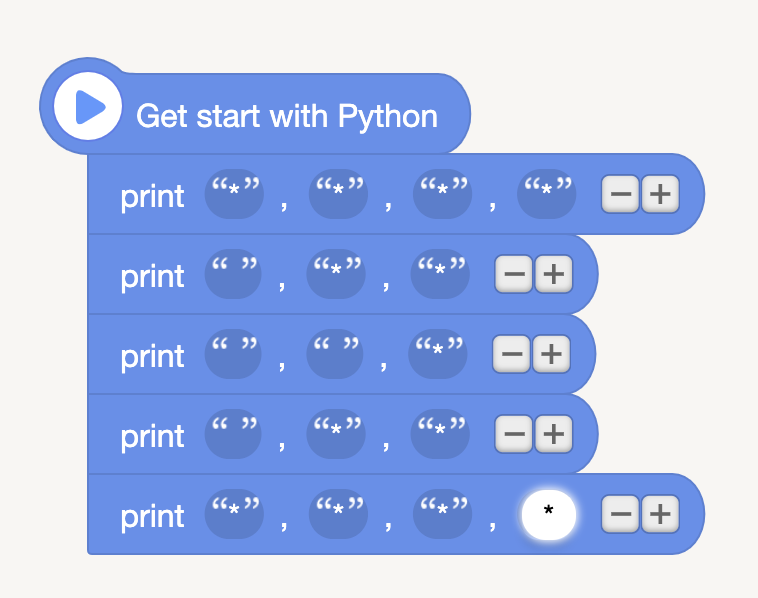 Get start with Python
print “*” , “*” , “*” , “*” − +
print “ ” , “*” , “*” − +
print “ ” , “ ” , “*” − +
print “ ” , “*” , “*” − +
print “*” , “*” , “*” , * − +